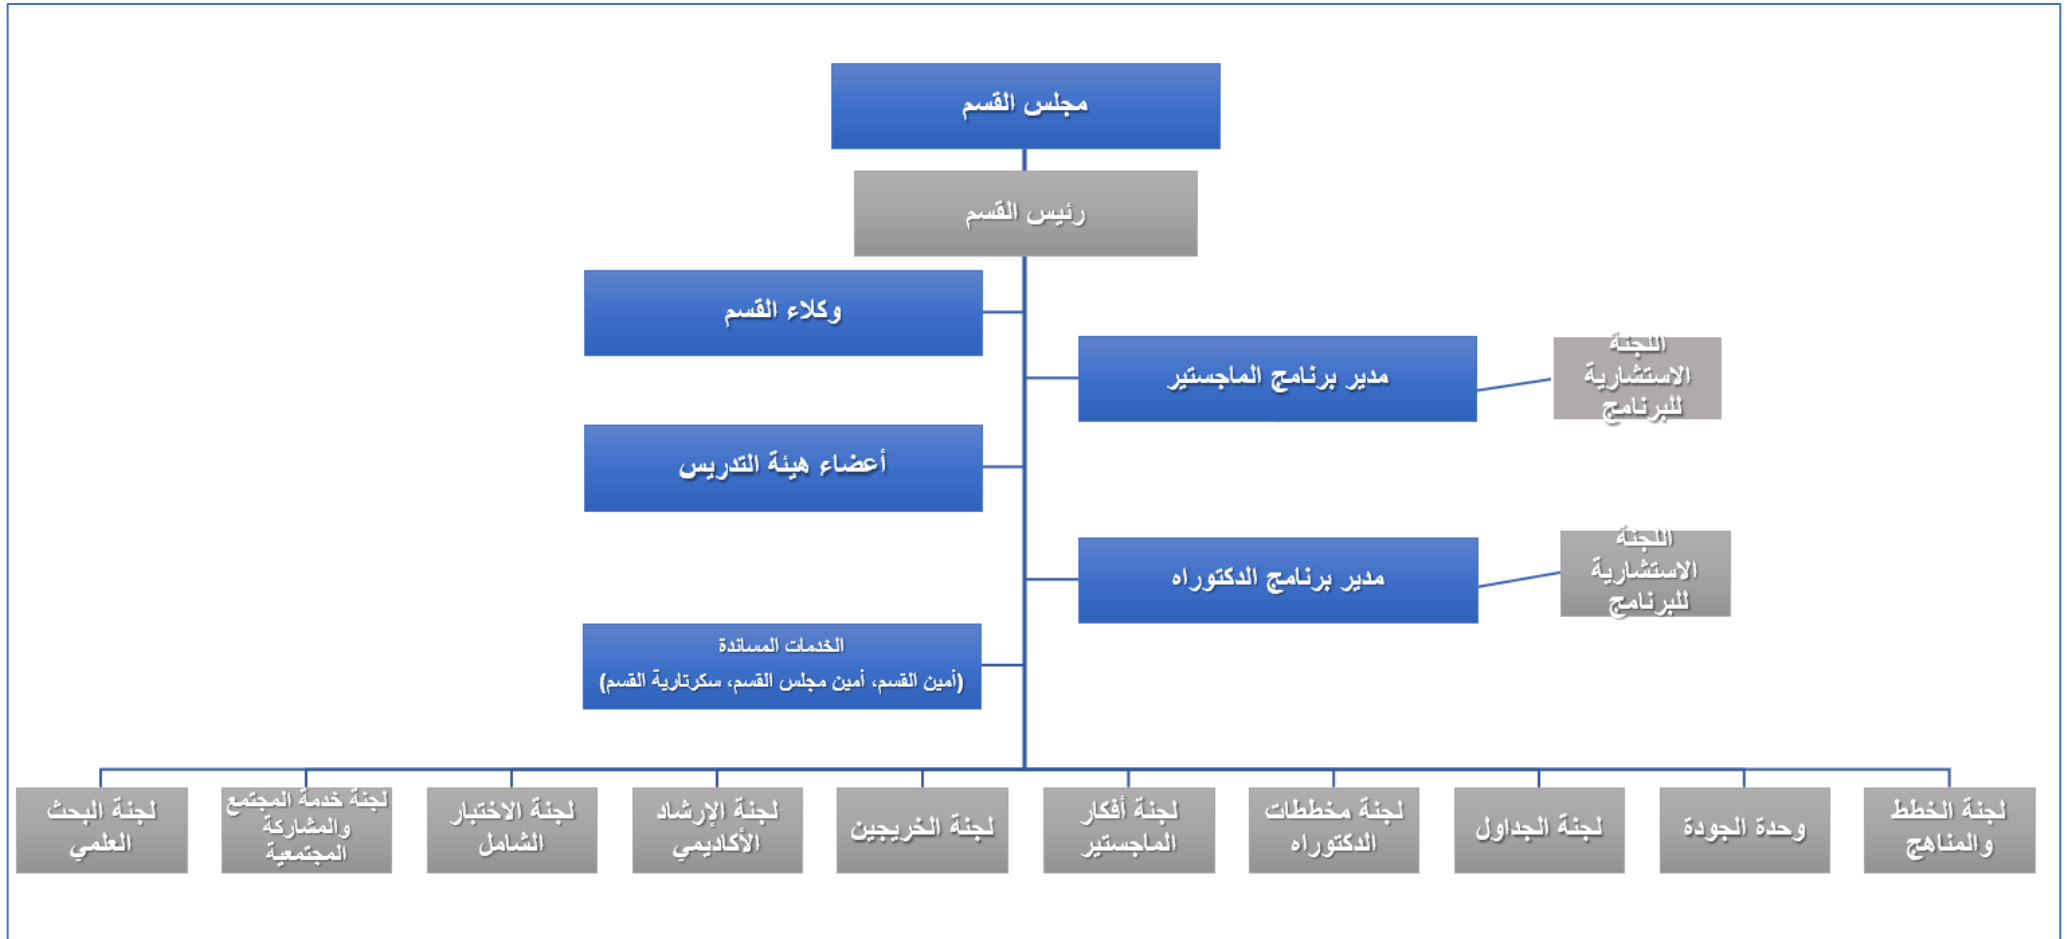 مجلس القسم
رئيس القسم
وكلاء القسم
مدير برنامج الماجستير
اللجنة
الاستشارية
للبرنامج
أعضاء هيئة التدريس
مدير برنامج الدكتوراه
اللجنة
الاستشارية
للبرنامج
الخدمات المساندة
(أمين القسم، أمين مجلس القسم، سكرتارية القسم)
لجنة الخطط
والمناهج
وحدة الجودة
لجنة الجداول
لجنة مخططات
الدكتوراه
لجنة أفكار
الماجستير
لجنة الخريجين
لجنة الإرشاد
الأكاديمي
لجنة الاختبار
الشامل
لجنة خدمة المجتمع
والمشاركة
المجتمعية
لجنة البحث
العلمي